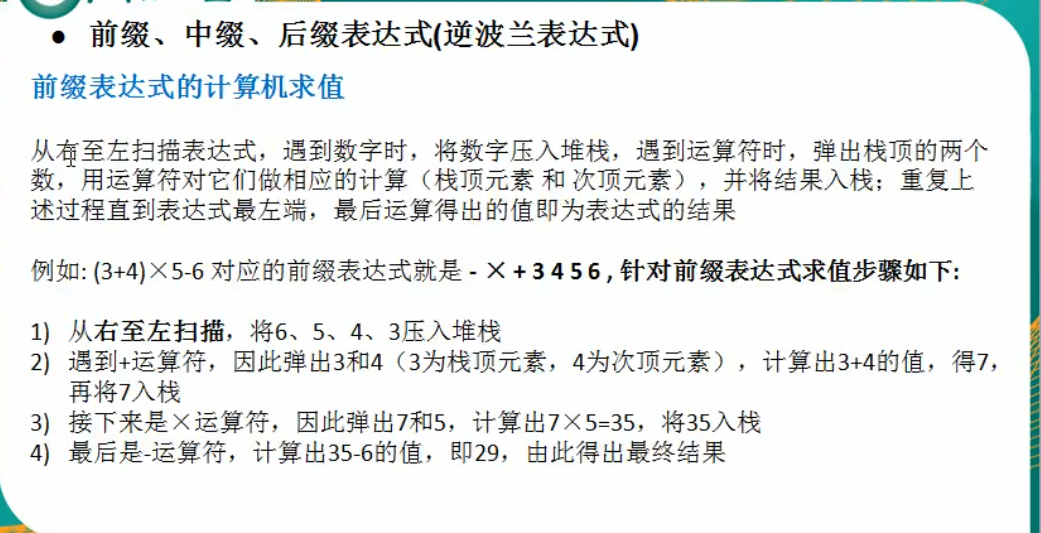 ● 前缀、中缀、后缀表达式(逆波兰表达式)
前缀表达式的计算机求值
从右至左扫描表达式，遇到数字时，将数字压入堆栈，遇到运算符时，弹出栈顶的两个
数，用运算符对它们做相应的计算（栈顶元素 和 次顶元素），并将结果入栈；重复上
述过程直到表达式最左端，最后运算得出的值即为表达式的结果
例如: (3+4)×5-6 对应的前缀表达式就是 - × + 3 4 5 6 , 针对前缀表达式求值步骤如下:
1) 从右至左扫描，将6、5、4、3压入堆栈
2) 遇到+运算符，因此弹出3和4（3为栈顶元素，4为次顶元素），计算出3+4的值，得7，
再将7入栈
3) 接下来是×运算符，因此弹出7和5，计算出7×5=35，将35入栈
4) 最后是-运算符，计算出35-6的值，即29，由此得出最终结果